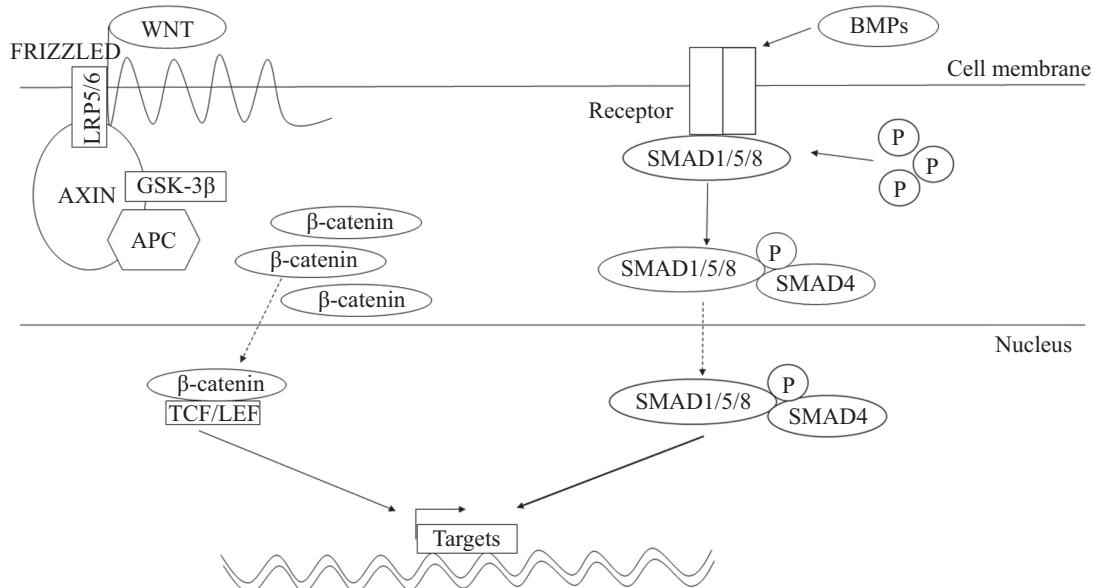 WNT
FRIZZLED
LRP5/6
AXIN
GSK-3β
APC
β-catenin
β-catenin
β-catenin
BMPs
Cell membrane
Receptor
SMAD1/5/8
P
P
P
SMAD1/5/8
P
SMAD4
Nucleus
β-catenin
TCF/LEF
SMAD1/5/8
P
SMAD4
Targets